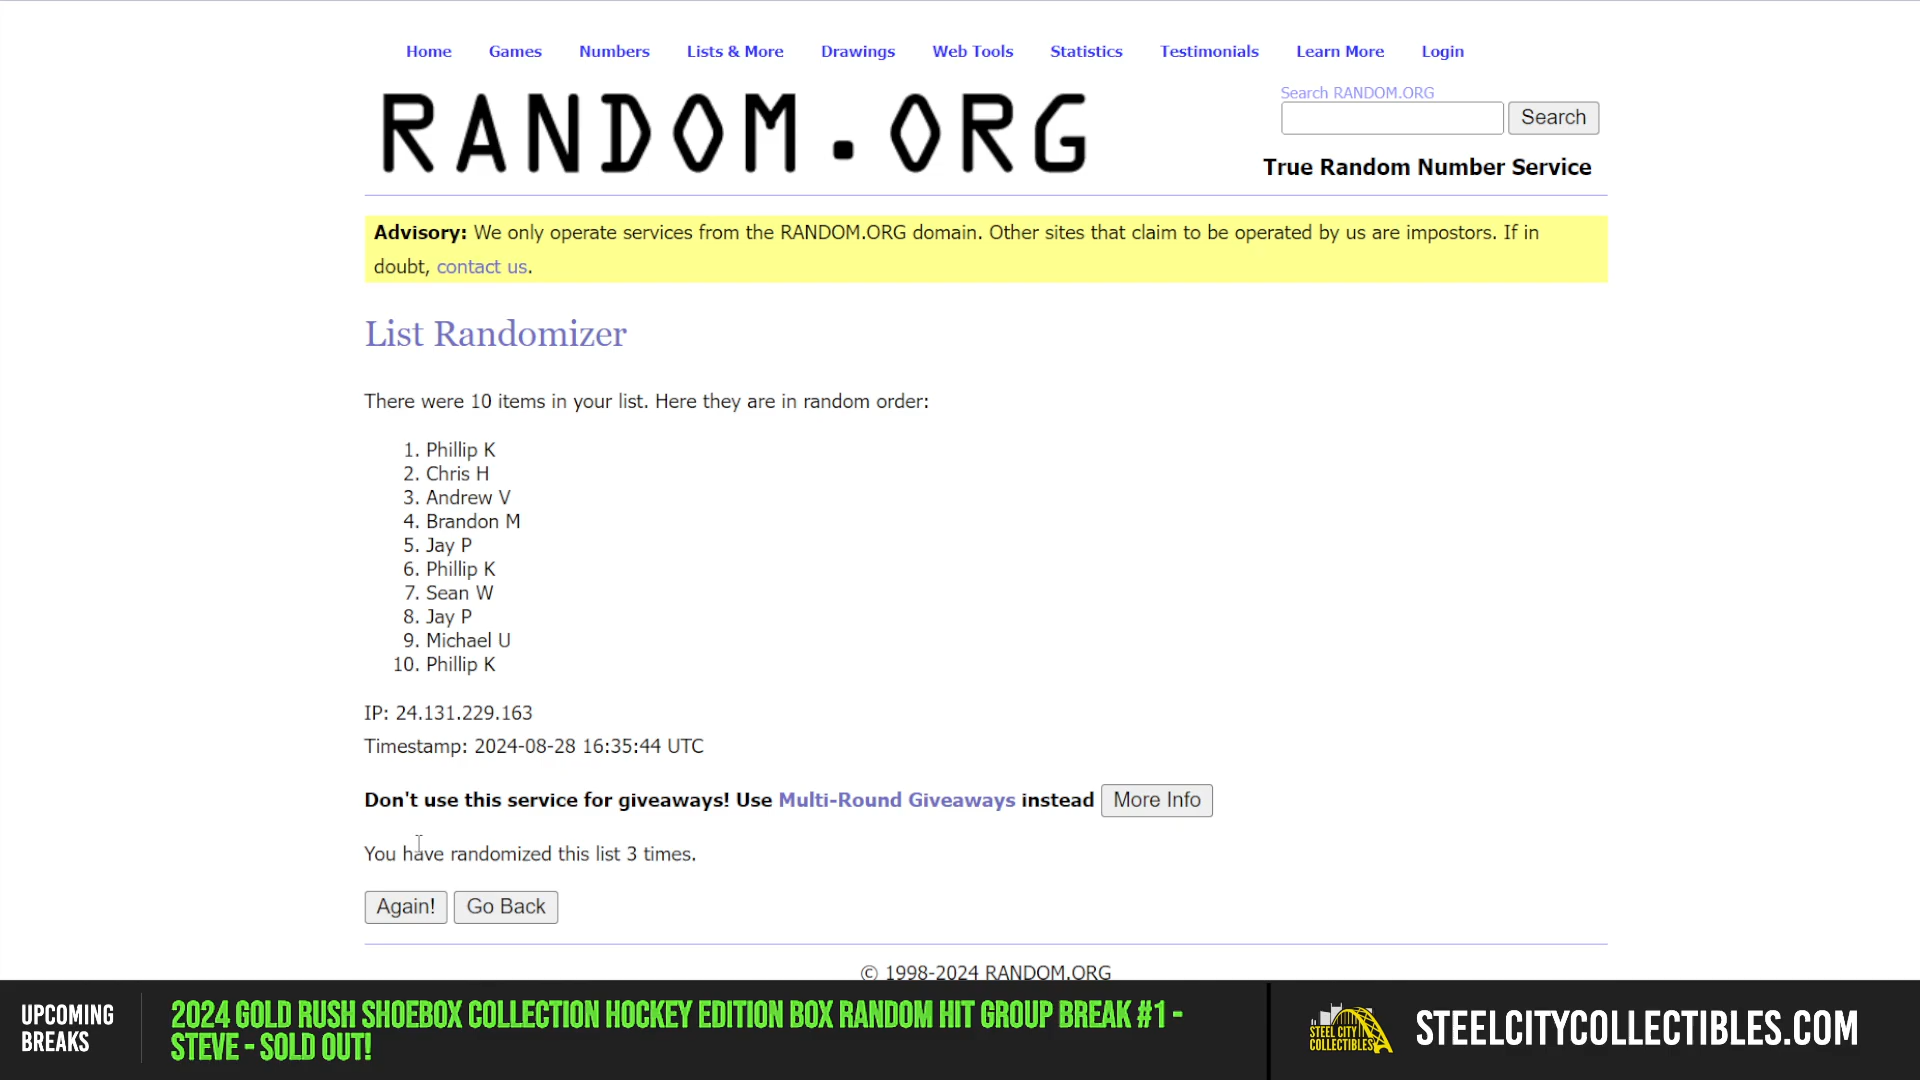 Home Games Numbers Lists & More Drawings Web Tools Statistics Testimonials Learn More Login
RANDOM.ORG
Search RANDOM.ORG
Search
True Random Number Service
Advisory: We only operate services from the RANDOM.ORG domain. Other sites that claim to be operated by us are impostors. If in
doubt, contact us.
List Randomizer
There were 10 items in your list. Here they are in random order:
1. Phillip K
2. Chris H
3. Andrew V
4. Brandon M
5. Jay P
6. Phillip K
7. Sean W
8. Jay P
9. Michael U
10. Phillip K
IP: 24.131.229.163
Timestamp: 2024-08-28 16:35:44 UTC
Don't use this service for giveaways! Use Multi-Round Giveaways instead More Info
You have randomized this list 3 times.
Again! Go Back
© 1998-2024 RANDOM.ORG
UPCOMING
BREAKS
2024 GOLD RUSH SHOEBOX COLLECTION HOCKEY EDITION BOX RANDOM HIT GROUP BREAK #1 -
STEVE - SOLD OUT!
STEEL CITY
COLLECTIBLES
STEELCITYCOLLECTIBLES.COM